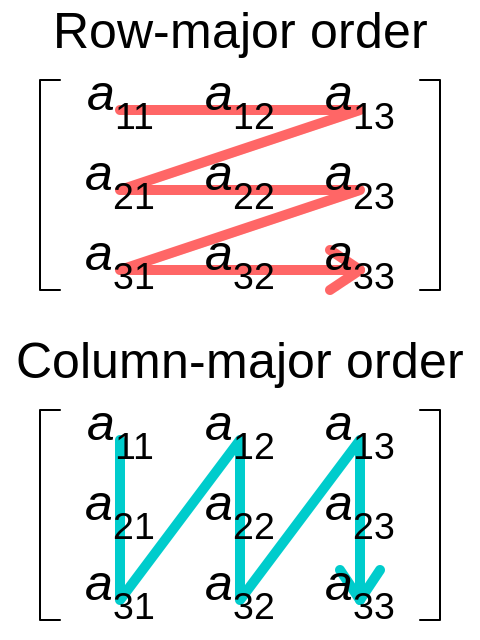 Row-major order
a11 a12 a13
a21 a22 a23
a31 a32 a33
Column-major order
a11 a12 a13
a21 a22 a23
a31 a32 a33